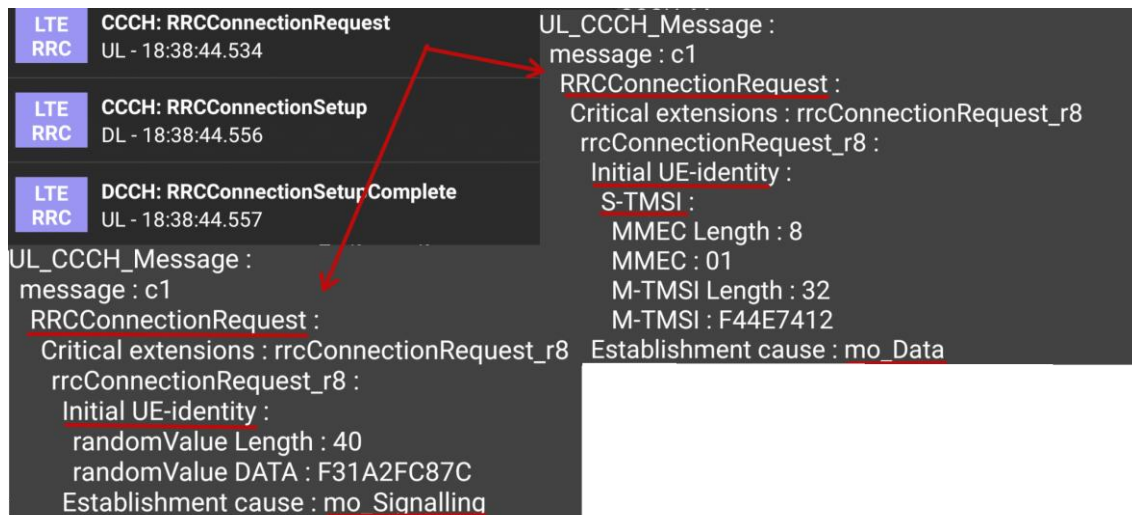 LTE RRC
CCCH: RRCConnectionRequest
UL - 18:38:44.534
LTE RRC
CCCH: RRCConnectionSetup
DL - 18:38:44.556
LTE RRC
DCCH: RRCConnectionSetupComplete
UL - 18:38:44.557
UL_CCCH_Message :
message : c1
RRCConnectionRequest :
Critical extensions : rrcConnectionRequest_r8
rrcConnectionRequest_r8 :
Initial UE-identity :
randomValue Length : 40
randomValue DATA : F31A2FC87C
Establishment cause : mo_Signalling
UL_CCCH_Message :
message : c1
RRCConnectionRequest :
Critical extensions : rrcConnectionRequest_r8
rrcConnectionRequest_r8 :
Initial UE-identity :
S-TMSI :
MMEC Length : 8
MMEC : 01
M-TMSI Length : 32
M-TMSI : F44E7412
Establishment cause : mo_Data